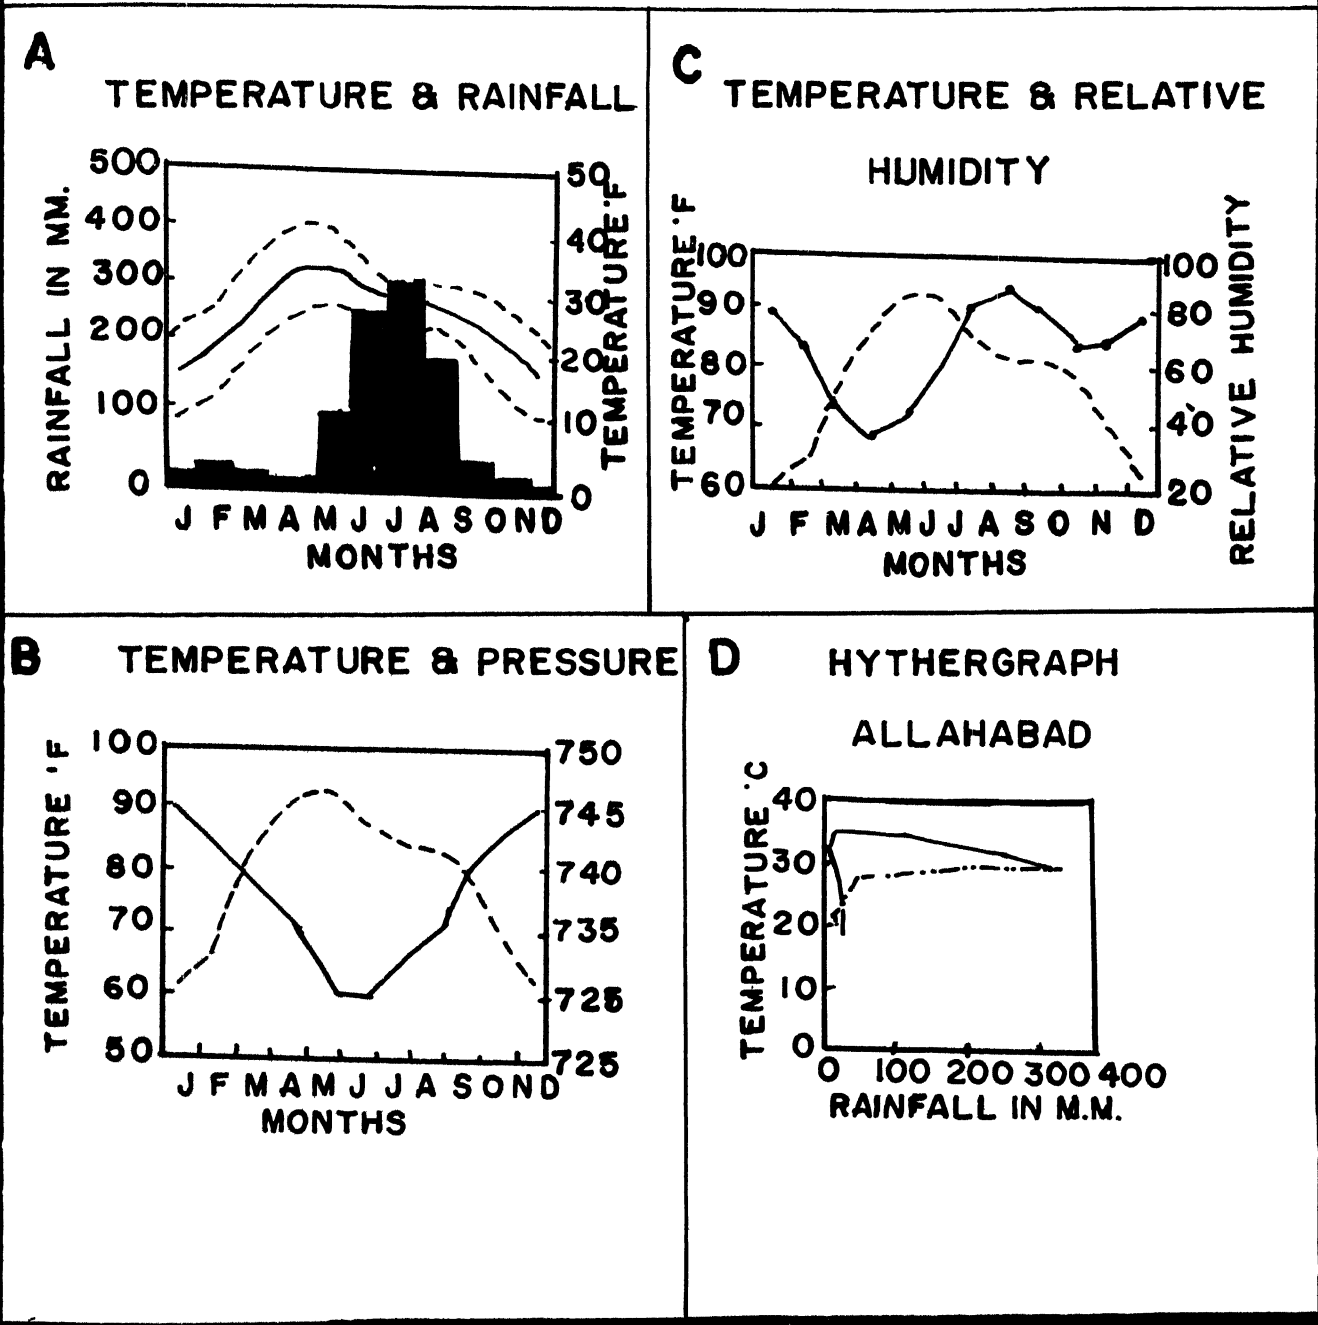 A
TEMPERATURE & RAINFALL
500
400
300
200
100
0
RAINFALL IN MM.
50
40
30
20
10
0
TEMPERATURE °F
J F M A M J J A S O N D
MONTHS
C
TEMPERATURE & RELATIVE
HUMIDITY
TEMPERATURE °F
100
90
80
70
60
100
80
60
40
20
RELATIVE HUMIDITY
J F M A M J J A S O N D
MONTHS
B
TEMPERATURE & PRESSURE
TEMPERATURE °F
100
90
80
70
60
50
750
745
740
735
725
J F M A M J J A S O N D
MONTHS
D
HYTHERGRAPH
ALLAHABAD
TEMPERATURE °C
40
30
20
10
0
0 100 200 300 400
RAINFALL IN M.M.